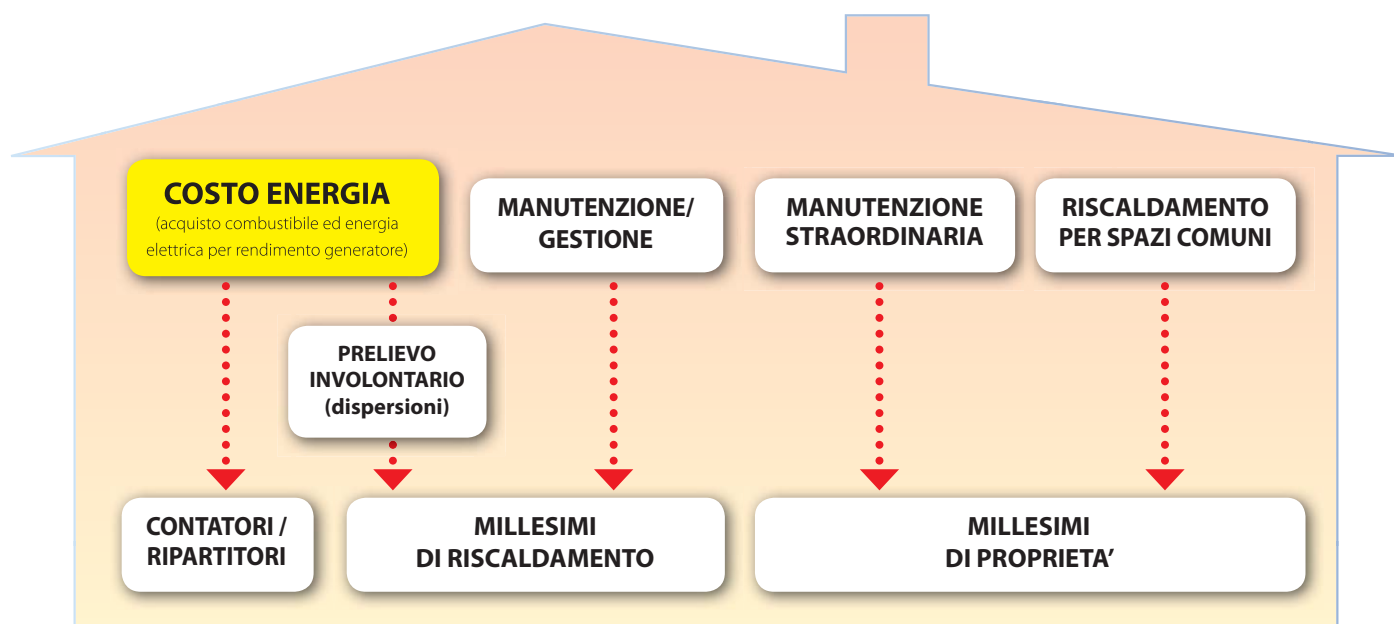 COSTO ENERGIA
(acquisto combustibile ed energia
elettrica per rendimento generatore)
MANUTENZIONE/
GESTIONE
MANUTENZIONE
STRAORDINARIA
RISCALDAMENTO
PER SPAZI COMUNI
PRELIEVO
INVOLONTARIO
(dispersioni)
CONTATORI /
RIPARTITORI
MILLESIMI
DI RISCALDAMENTO
MILLESIMI
DI PROPRIETA’